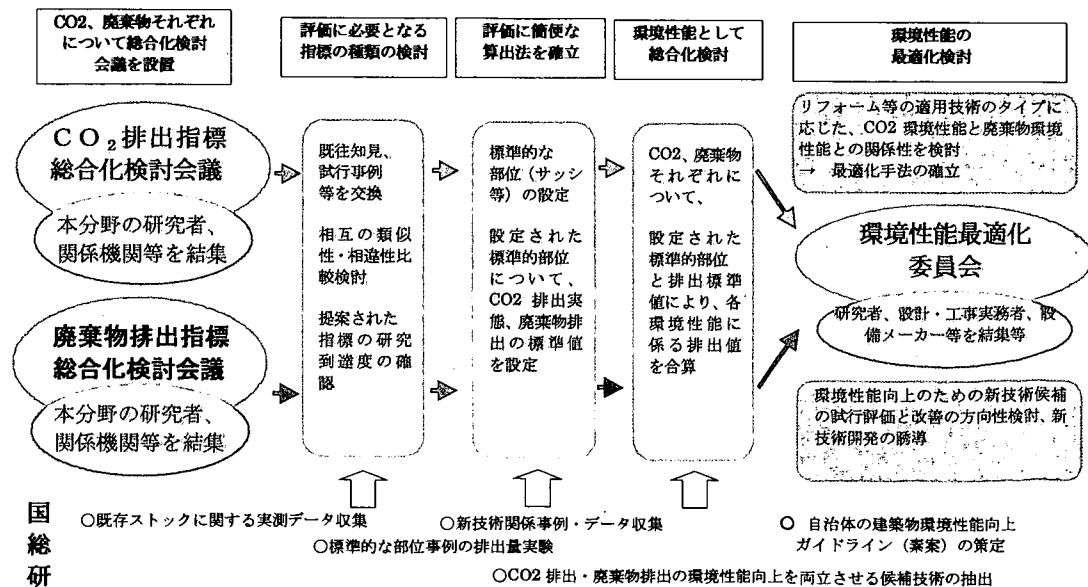 CO2、廃棄物それぞれ
について総合化検討
会議を設置
評価に必要となる
指標の種類の検討
評価に簡便な
算出法を確立
環境性能として
総合化検討
環境性能の
最適化検討
ＣＯ₂排出指標
総合化検討会議
本分野の研究者、
関係機関等を結集
廃棄物排出指標
総合化検討会議
本分野の研究者、
関係機関等を結集
既往知見、
試行事例
等を交換
相互の類似
性・相違性比
較検討
提案された
指標の研究
到達度の確
認
標準的な
部位（サッシ
等）の設定
設定された
標準的部位
について、
CO2 排出実
態、廃棄物排
出の標準値
を設定
CO2、廃棄物
それぞれに
ついて、
設定された
標準的部位
と排出標準
値により、各
環境性能に
係る排出値
を合算
リフォーム等の適用技術のタイプに
応じた、CO2 環境性能と廃棄物環境
性能との関係性を検討
→　最適化手法の確立
環境性能最適化
委員会
研究者、設計・工事実務者、設
備メーカー等を結集等
環境性能向上のための新技術候補
の試行評価と改善の方向性検討、新
技術開発の誘導
国
総
研
○既存ストックに関する実測データ収集
○新技術関係事例・データ収集
○標準的な部位事例の排出量実験
○ 自治体の建築物環境性能向上
ガイドライン（素案）の策定
○CO2 排出・廃棄物排出の環境性能向上を両立させる候補技術の抽出